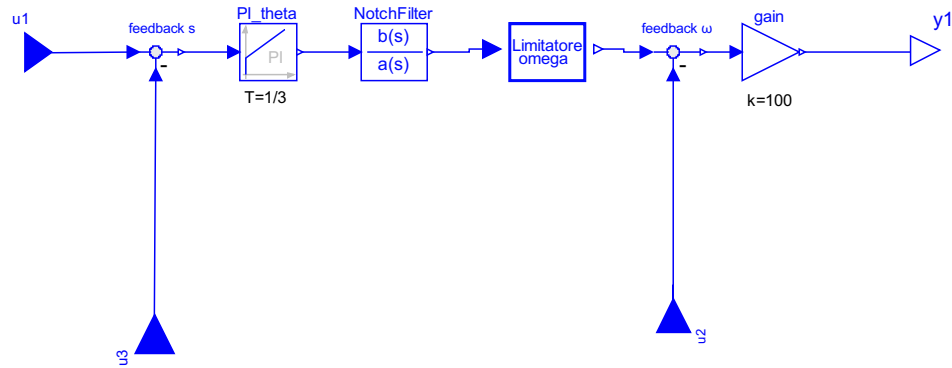 u1
feedback s
PI_theta
NotchFilter
feedback ω
gain
y1
-
PI
b(s)
a(s)
Limitatore
omega
-
T=1/3
k=100
u3
u2